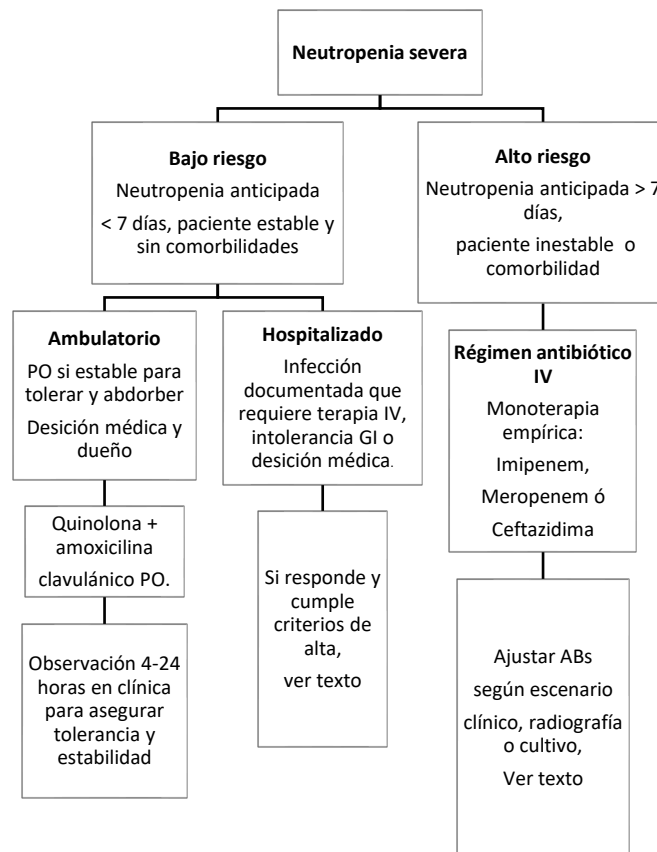 Neutropenia severa
Bajo riesgo
Neutropenia anticipada
< 7 días, paciente estable y
sin comorbilidades
Alto riesgo
Neutropenia anticipada > 7
días,
paciente inestable o
comorbilidad
Ambulatorio
PO si estable para
tolerar y abdorber
Desición médica y
dueño
Hospitalizado
Infección
documentada que
requiere terapia IV,
intolerancia GI o
desición médica.
Régimen antibiótico
IV
Monoterapia
empírica:
Imipenem,
Meropenem ó
Ceftazidima
Quinolona +
amoxicilina
clavulánico PO.
Si responde y
cumple
criterios de
alta,
ver texto
Observación 4-24
horas en clínica
para asegurar
tolerancia y
estabilidad
Ajustar ABs
según escenario
clínico, radiografía
o cultivo,
Ver texto